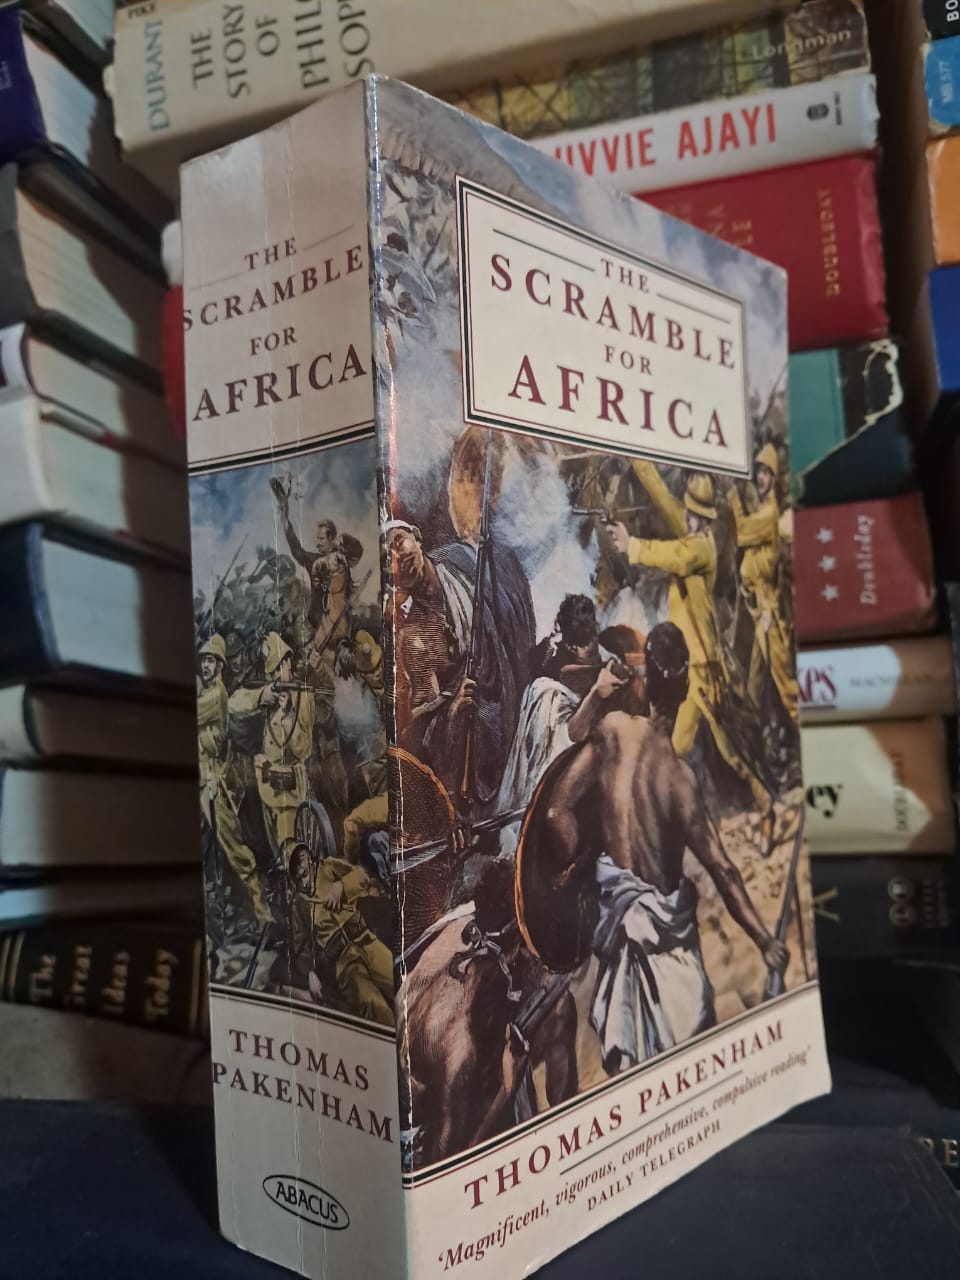 THE
SCRAMBLE
FOR
AFRICA
THOMAS
PAKENHAM
ABACUS
THE
SCRAMBLE
FOR
AFRICA
THOMAS PAKENHAM
‘Magnificent, vigorous, comprehensive, compulsive reading’
DAILY TELEGRAPH
DURANT
THE
STORY
OF
Longman
UVVIE AJAYI
DOUBLEDAY
Doubleday
The
Great
Ideas
Today